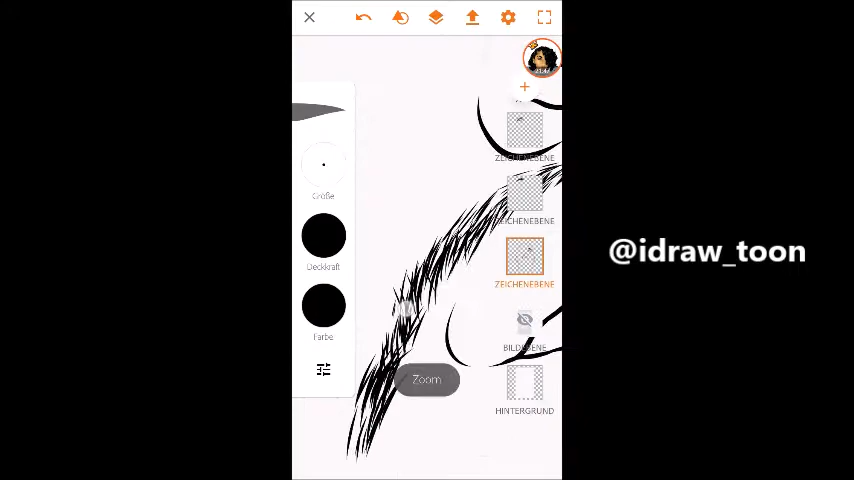 ZEICHENEBENE
Größe
ZEICHENEBENE
Deckkraft
ZEICHENEBENE
Farbe
BILDEBENE
Zoom
HINTERGRUND
@idraw_toon